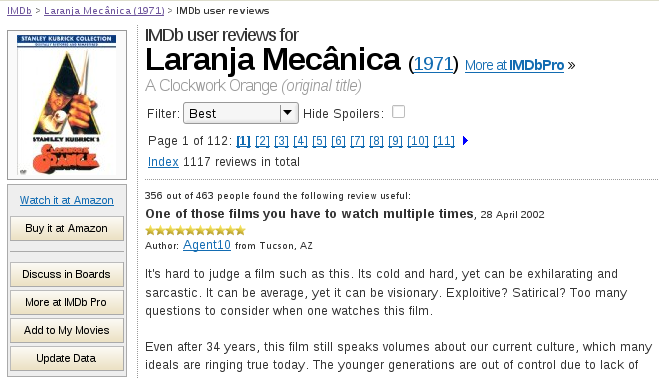 IMDb > Laranja Mecânica (1971) > IMDb user reviews
STANLEY KUBRICK COLLECTION
STANLEY KUBRICK'S
CLOCKWORK
ORANGE
Watch it at Amazon
Buy it at Amazon
Discuss in Boards
More at IMDb Pro
Add to My Movies
Update Data
IMDb user reviews for
Laranja Mecânica (1971) More at IMDbPro »
A Clockwork Orange (original title)
Filter: Best Hide Spoilers:
Page 1 of 112: [1] [2] [3] [4] [5] [6] [7] [8] [9] [10] [11]
Index 1117 reviews in total
356 out of 463 people found the following review useful:
One of those films you have to watch multiple times, 28 April 2002
Author: Agent10 from Tucson, AZ
It's hard to judge a film such as this. Its cold and hard, yet can be exhilarating and
sarcastic. It can be average, yet it can be visionary. Exploitive? Satirical? Too many
questions to consider when one watches this film.
Even after 34 years, this film still speaks volumes about our current culture, which many
ideals are ringing true today. The younger generations are out of control due to lack of